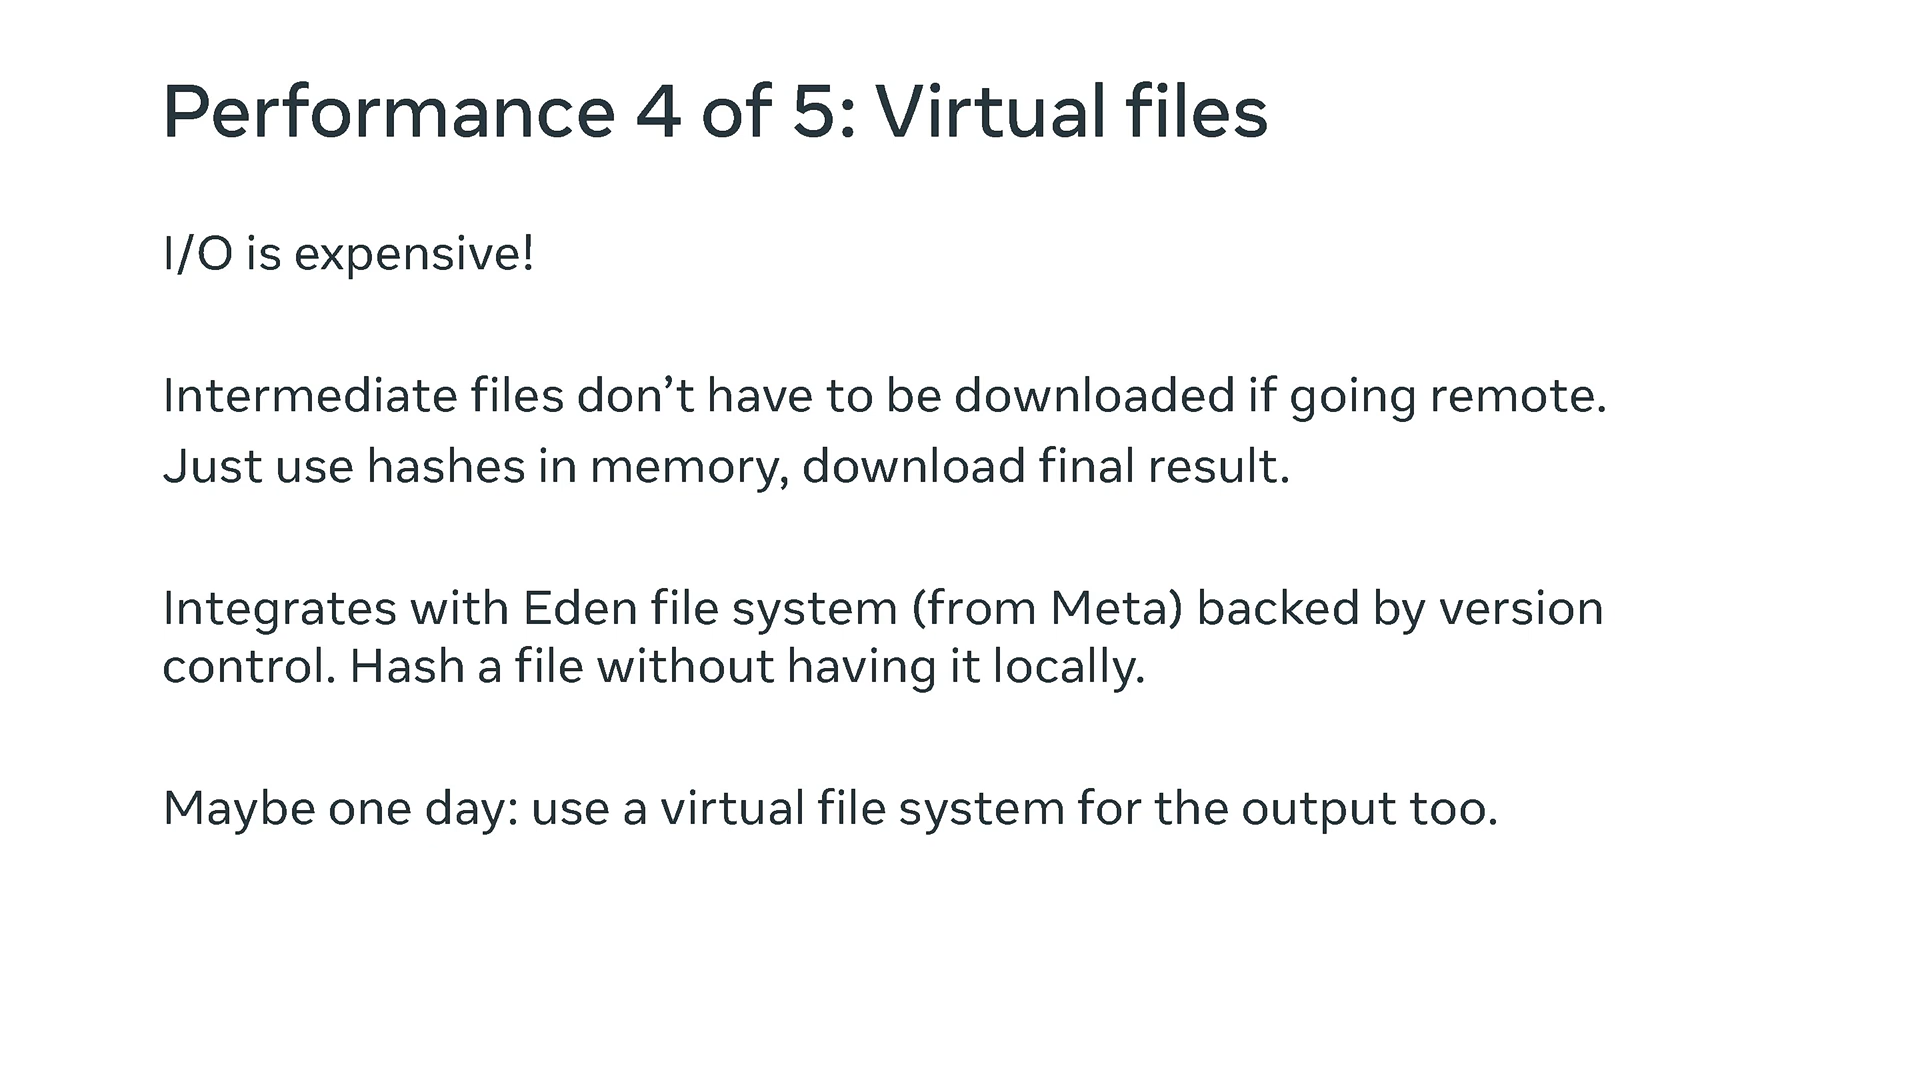 Performance 4 of 5: Virtual files
I/O is expensive!
Intermediate files don’t have to be downloaded if going remote.
Just use hashes in memory, download final result.
Integrates with Eden file system (from Meta) backed by version
control. Hash a file without having it locally.
Maybe one day: use a virtual file system for the output too.